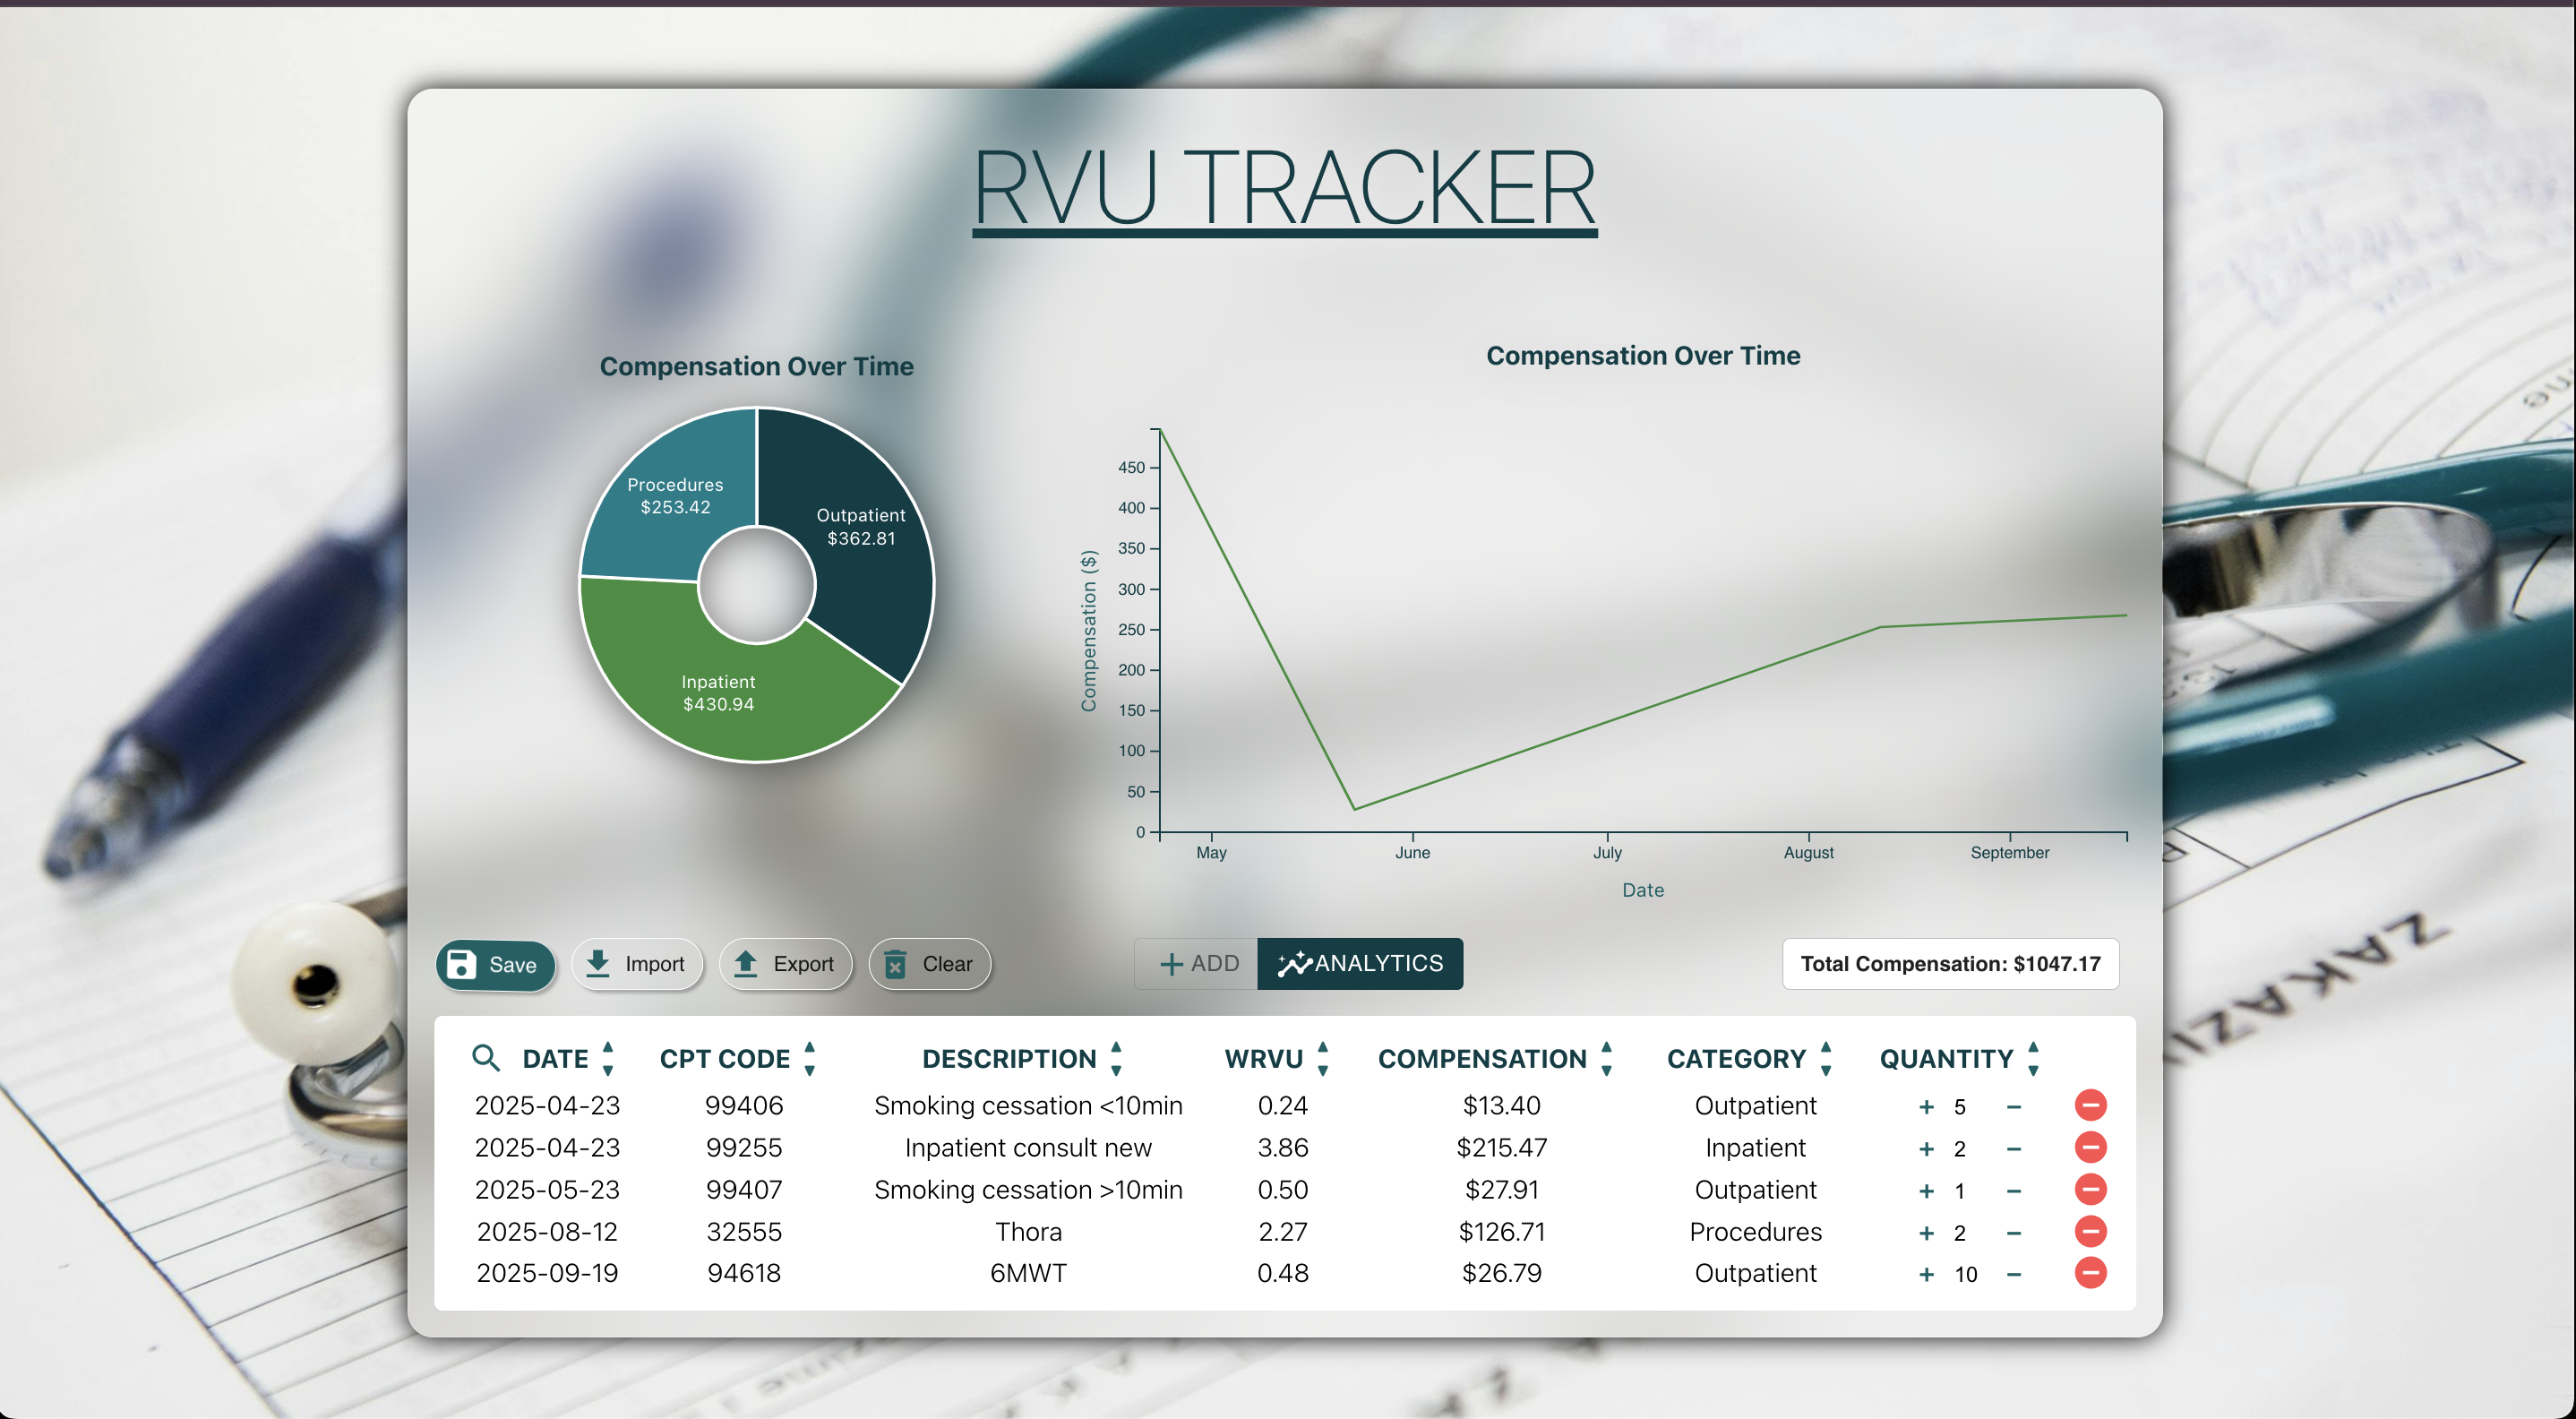 RVU TRACKER
Compensation Over Time
Procedures
$253.42
Outpatient
$362.81
Inpatient
$430.94
Compensation Over Time
Compensation ($)
450
400
350
300
250
200
150
100
50
0
May June July August September
Date
Save Import Export Clear
+ ADD ANALYTICS
Total Compensation: $1047.17
DATE CPT CODE DESCRIPTION WRVU COMPENSATION CATEGORY QUANTITY
2025-04-23 99406 Smoking cessation <10min 0.24 $13.40 Outpatient + 5 −
2025-04-23 99255 Inpatient consult new 3.86 $215.47 Inpatient + 2 −
2025-05-23 99407 Smoking cessation >10min 0.50 $27.91 Outpatient + 1 −
2025-08-12 32555 Thora 2.27 $126.71 Procedures + 2 −
2025-09-19 94618 6MWT 0.48 $26.79 Outpatient + 10 −